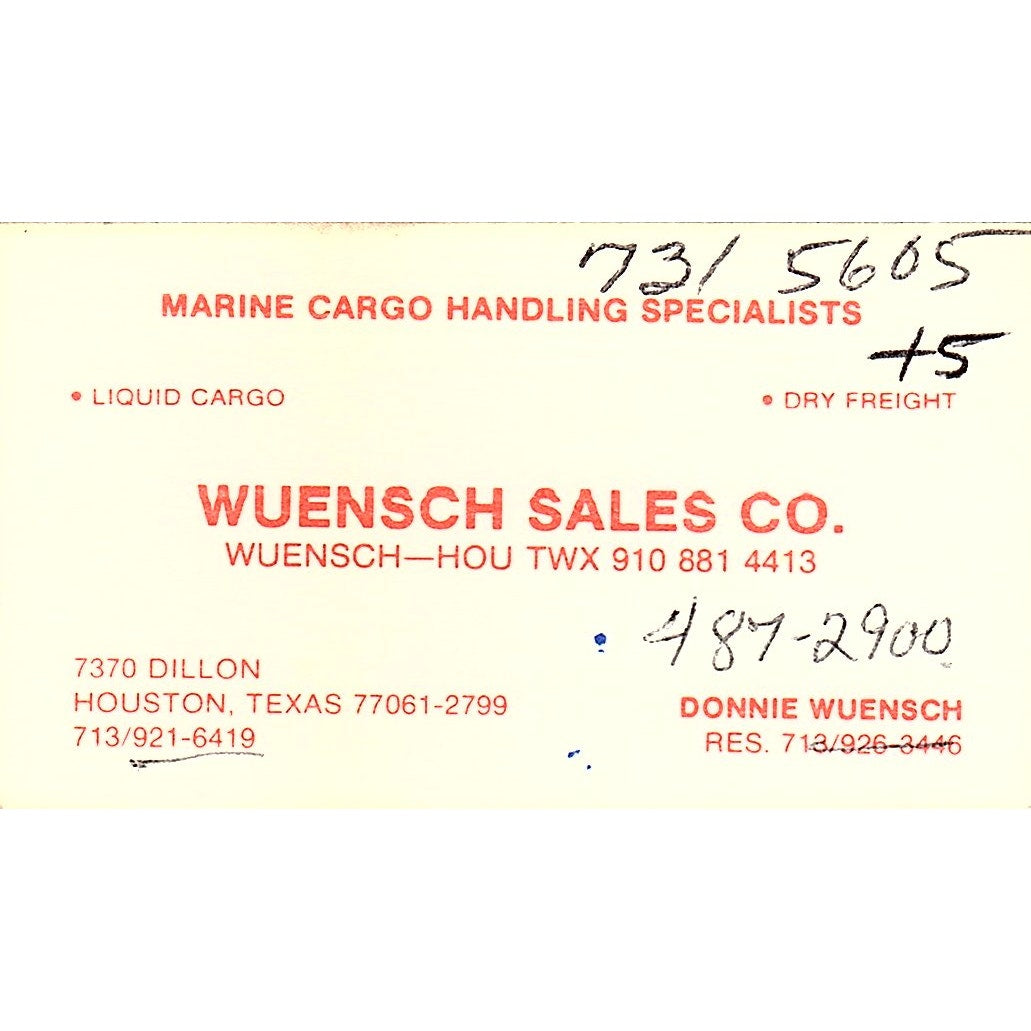 731 5605
MARINE CARGO HANDLING SPECIALISTS
+5
• LIQUID CARGO
• DRY FREIGHT
WUENSCH SALES CO.
WUENSCH—HOU TWX 910 881 4413
487-2900
7370 DILLON
HOUSTON, TEXAS 77061-2799
713/921-6419
DONNIE WUENSCH
RES. 713/926-3446